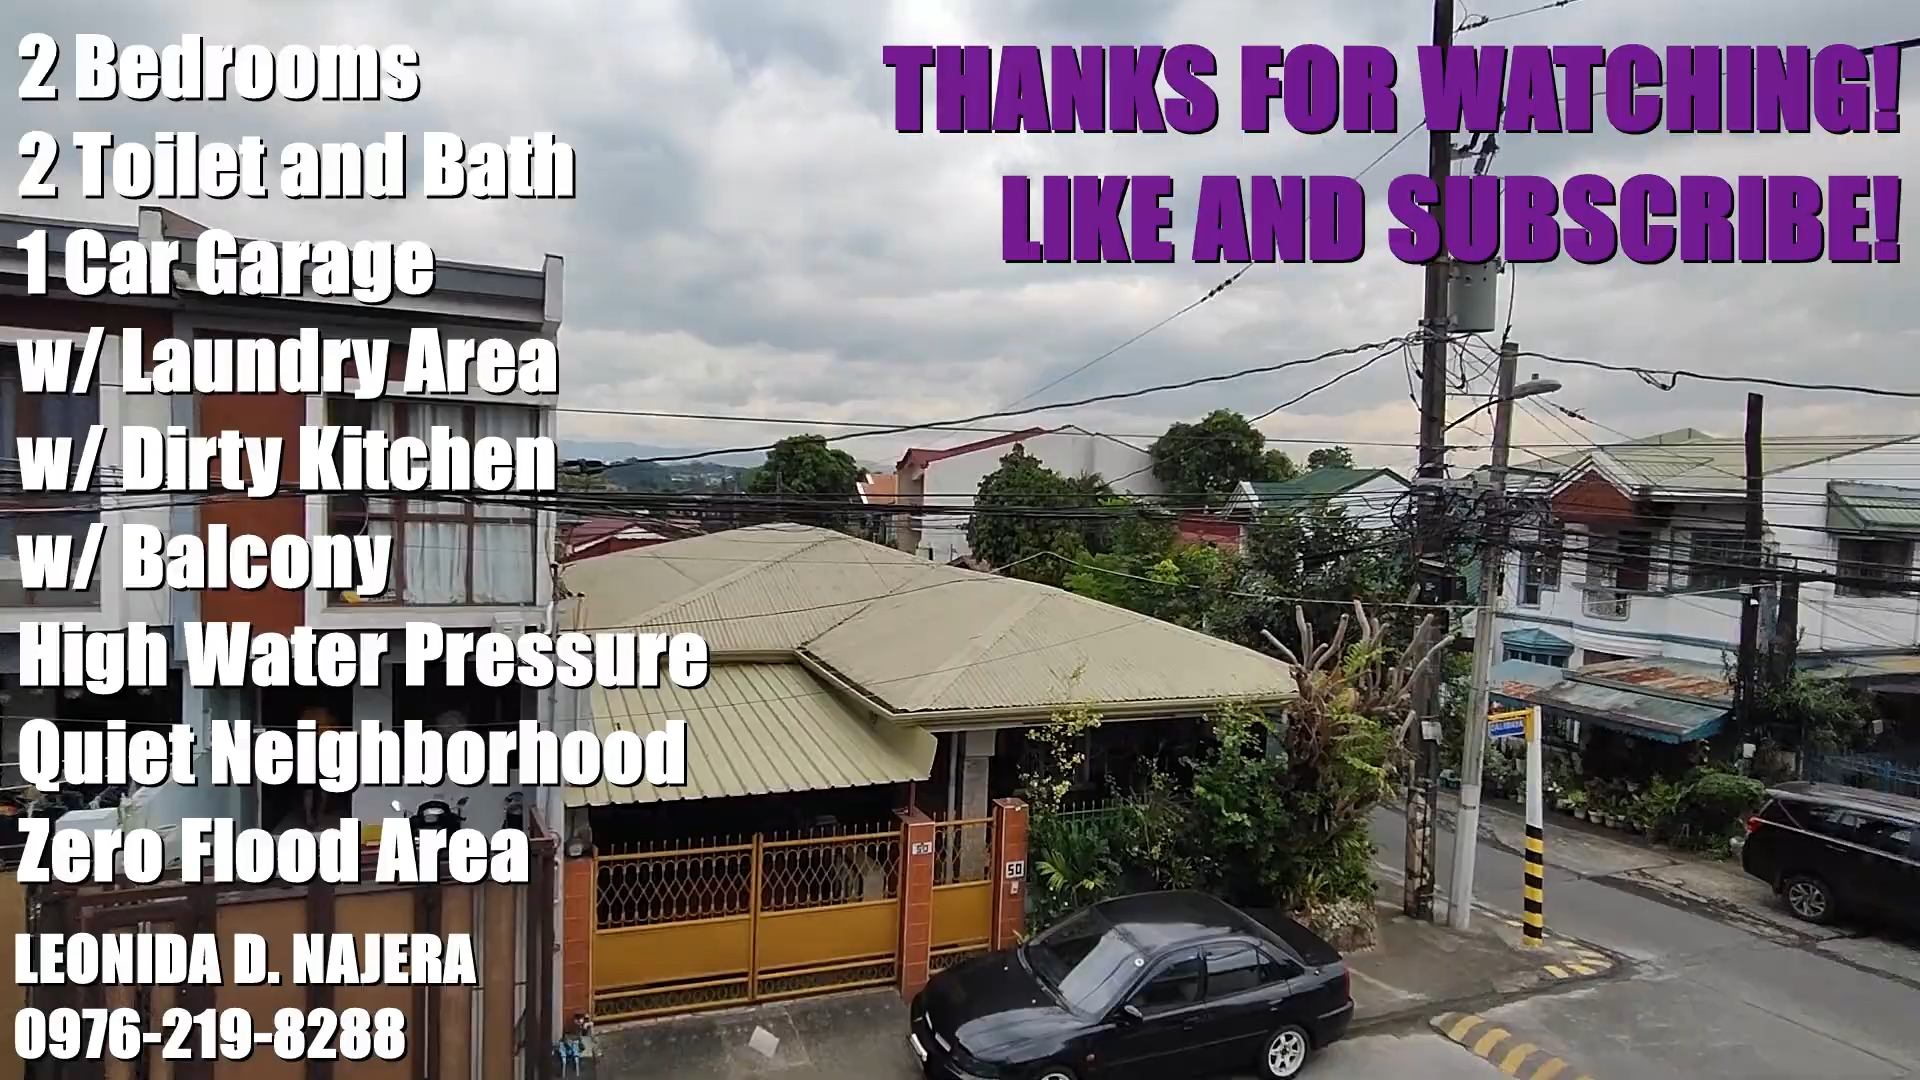 2 Bedrooms
2 Toilet and Bath
1 Car Garage
w/ Laundry Area
w/ Dirty Kitchen
w/ Balcony
High Water Pressure
Quiet Neighborhood
Zero Flood Area
LEONIDA D. NAJERA
0976-219-8288
THANKS FOR WATCHING!
LIKE AND SUBSCRIBE!
50
50